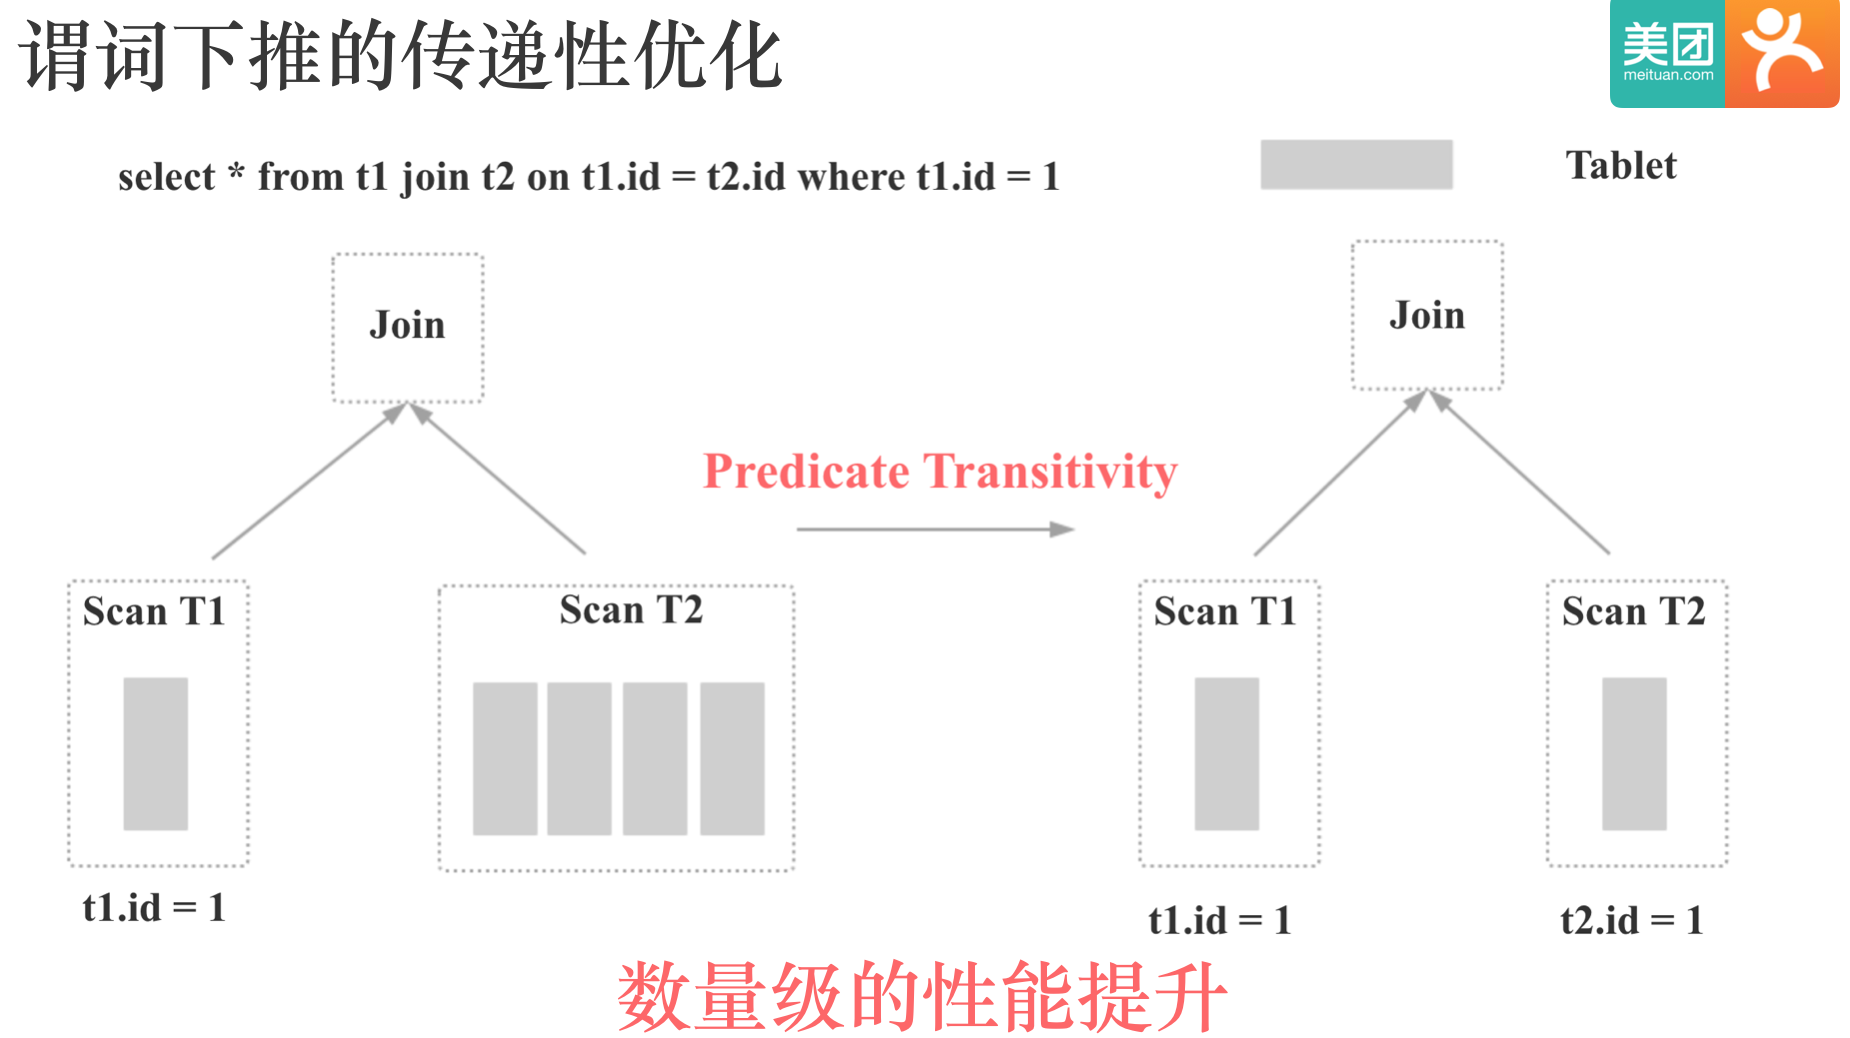 谓词下推的传递性优化
美团
meituan.com
select * from t1 join t2 on t1.id = t2.id where t1.id = 1
Tablet
Join
Join
Predicate Transitivity
Scan T1
Scan T2
Scan T1
Scan T2
t1.id = 1
t1.id = 1
t2.id = 1
数量级的性能提升